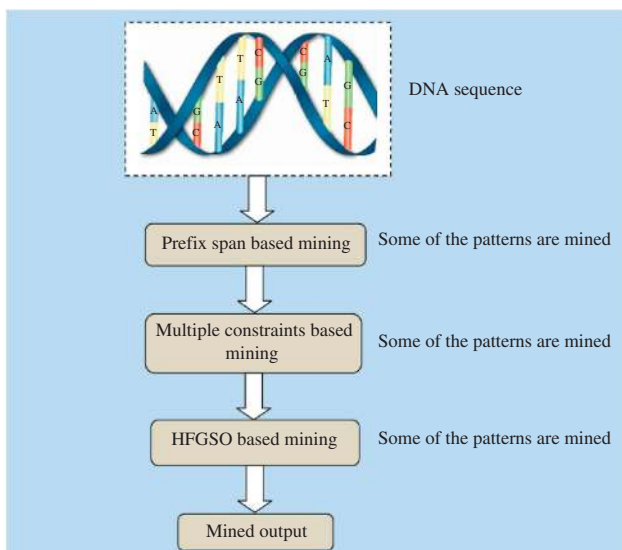 T C C A
T G G G
A G
T C A A T C
DNA sequence
Prefix span based mining
Some of the patterns are mined
Multiple constraints based
mining
Some of the patterns are mined
HFGSO based mining
Some of the patterns are mined
Mined output